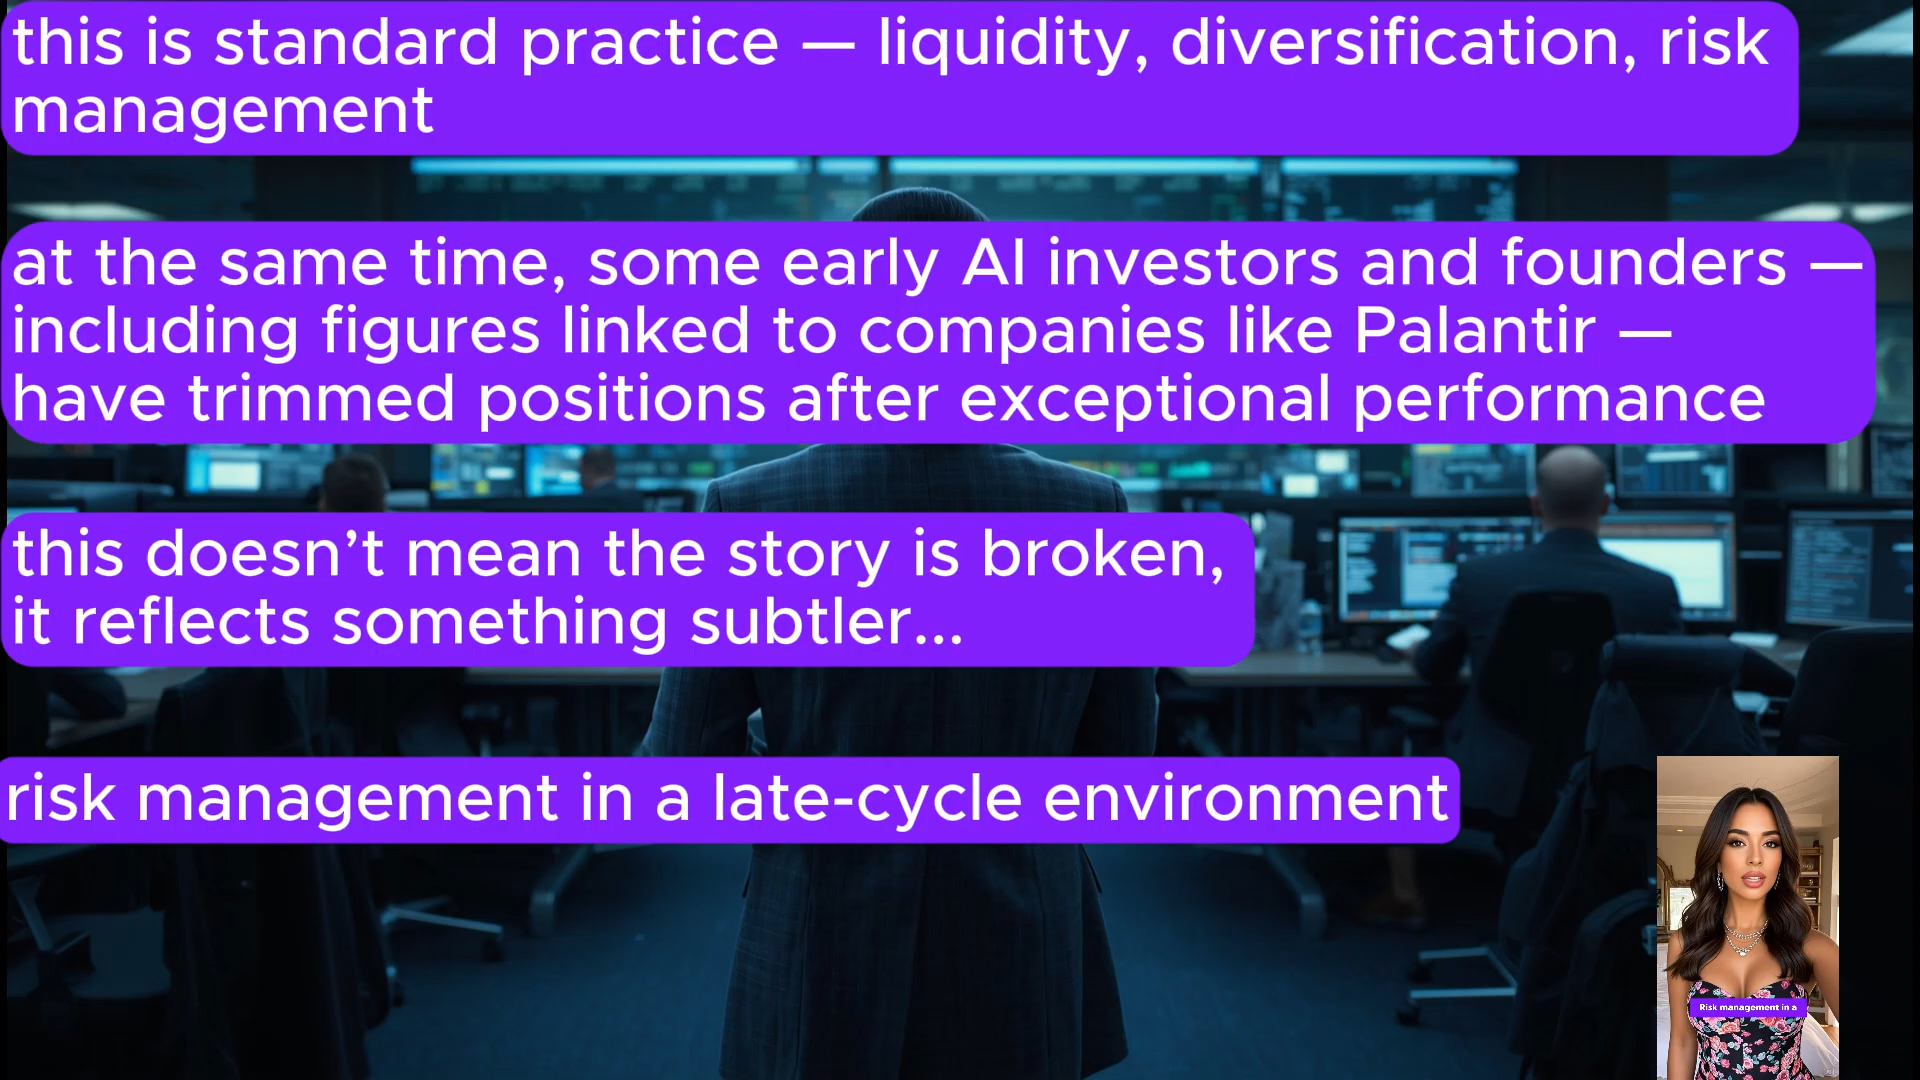 this is standard practice — liquidity, diversification, risk
management
at the same time, some early AI investors and founders —
including figures linked to companies like Palantir —
have trimmed positions after exceptional performance
this doesn’t mean the story is broken,
it reflects something subtler...
risk management in a late-cycle environment
Risk management in a